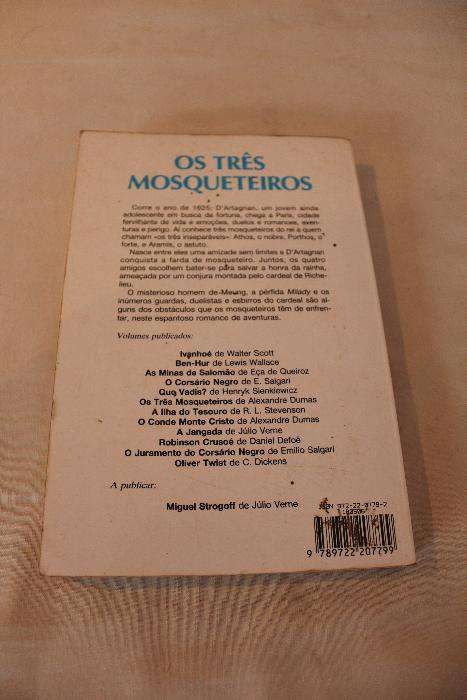 OS TRÊS
MOSQUETEIROS
Corre o ano de 1625; D'Artagnan, um jovem ainda
adolescente em busca da fortuna, chega a Paris, cidade
fervilhante de vida e emoções, duelos e romances, aven-
turas e perigo. Aí conhece três mosqueteiros do rei a quem
chamam «os três inseparáveis»: Athos, o nobre, Porthos, o
forte, e Aramis, o astuto.
Nasce entre eles uma amizade sem limites e D'Artagnan
conquista a farda de mosqueteiro. Juntos, os quatro
amigos escolhem bater-se para salvar a honra da rainha,
ameaçada por um conjura montada pelo cardeal de Riche-
lieu.
O misterioso homem de Meung, a pérfida Milady e os
inúmeros guardas, duelistas e esbirros do cardeal são al-
guns dos obstáculos que os mosqueteiros têm de enfren-
tar, neste espantoso romance de aventuras.
Volumes publicados:
Ivanhoé de Walter Scott
Ben-Hur de Lewis Wallace
As Minas de Salomão de Eça de Queiroz
O Corsário Negro de E. Salgari
Quo Vadis? de Henryk Sienkiewicz
Os Três Mosqueteiros de Alexandre Dumas
A Ilha do Tesouro de R. L. Stevenson
O Conde Monte Cristo de Alexandre Dumas
A Jangada de Júlio Verne
Robinson Crusoé de Daniel Defoë
O Juramento do Corsário Negro de Emilio Salgari
Oliver Twist de C. Dickens
A publicar:
Miguel Strogoff de Júlio Verne
ISBN 972-22-0779-2
9 789722 207799